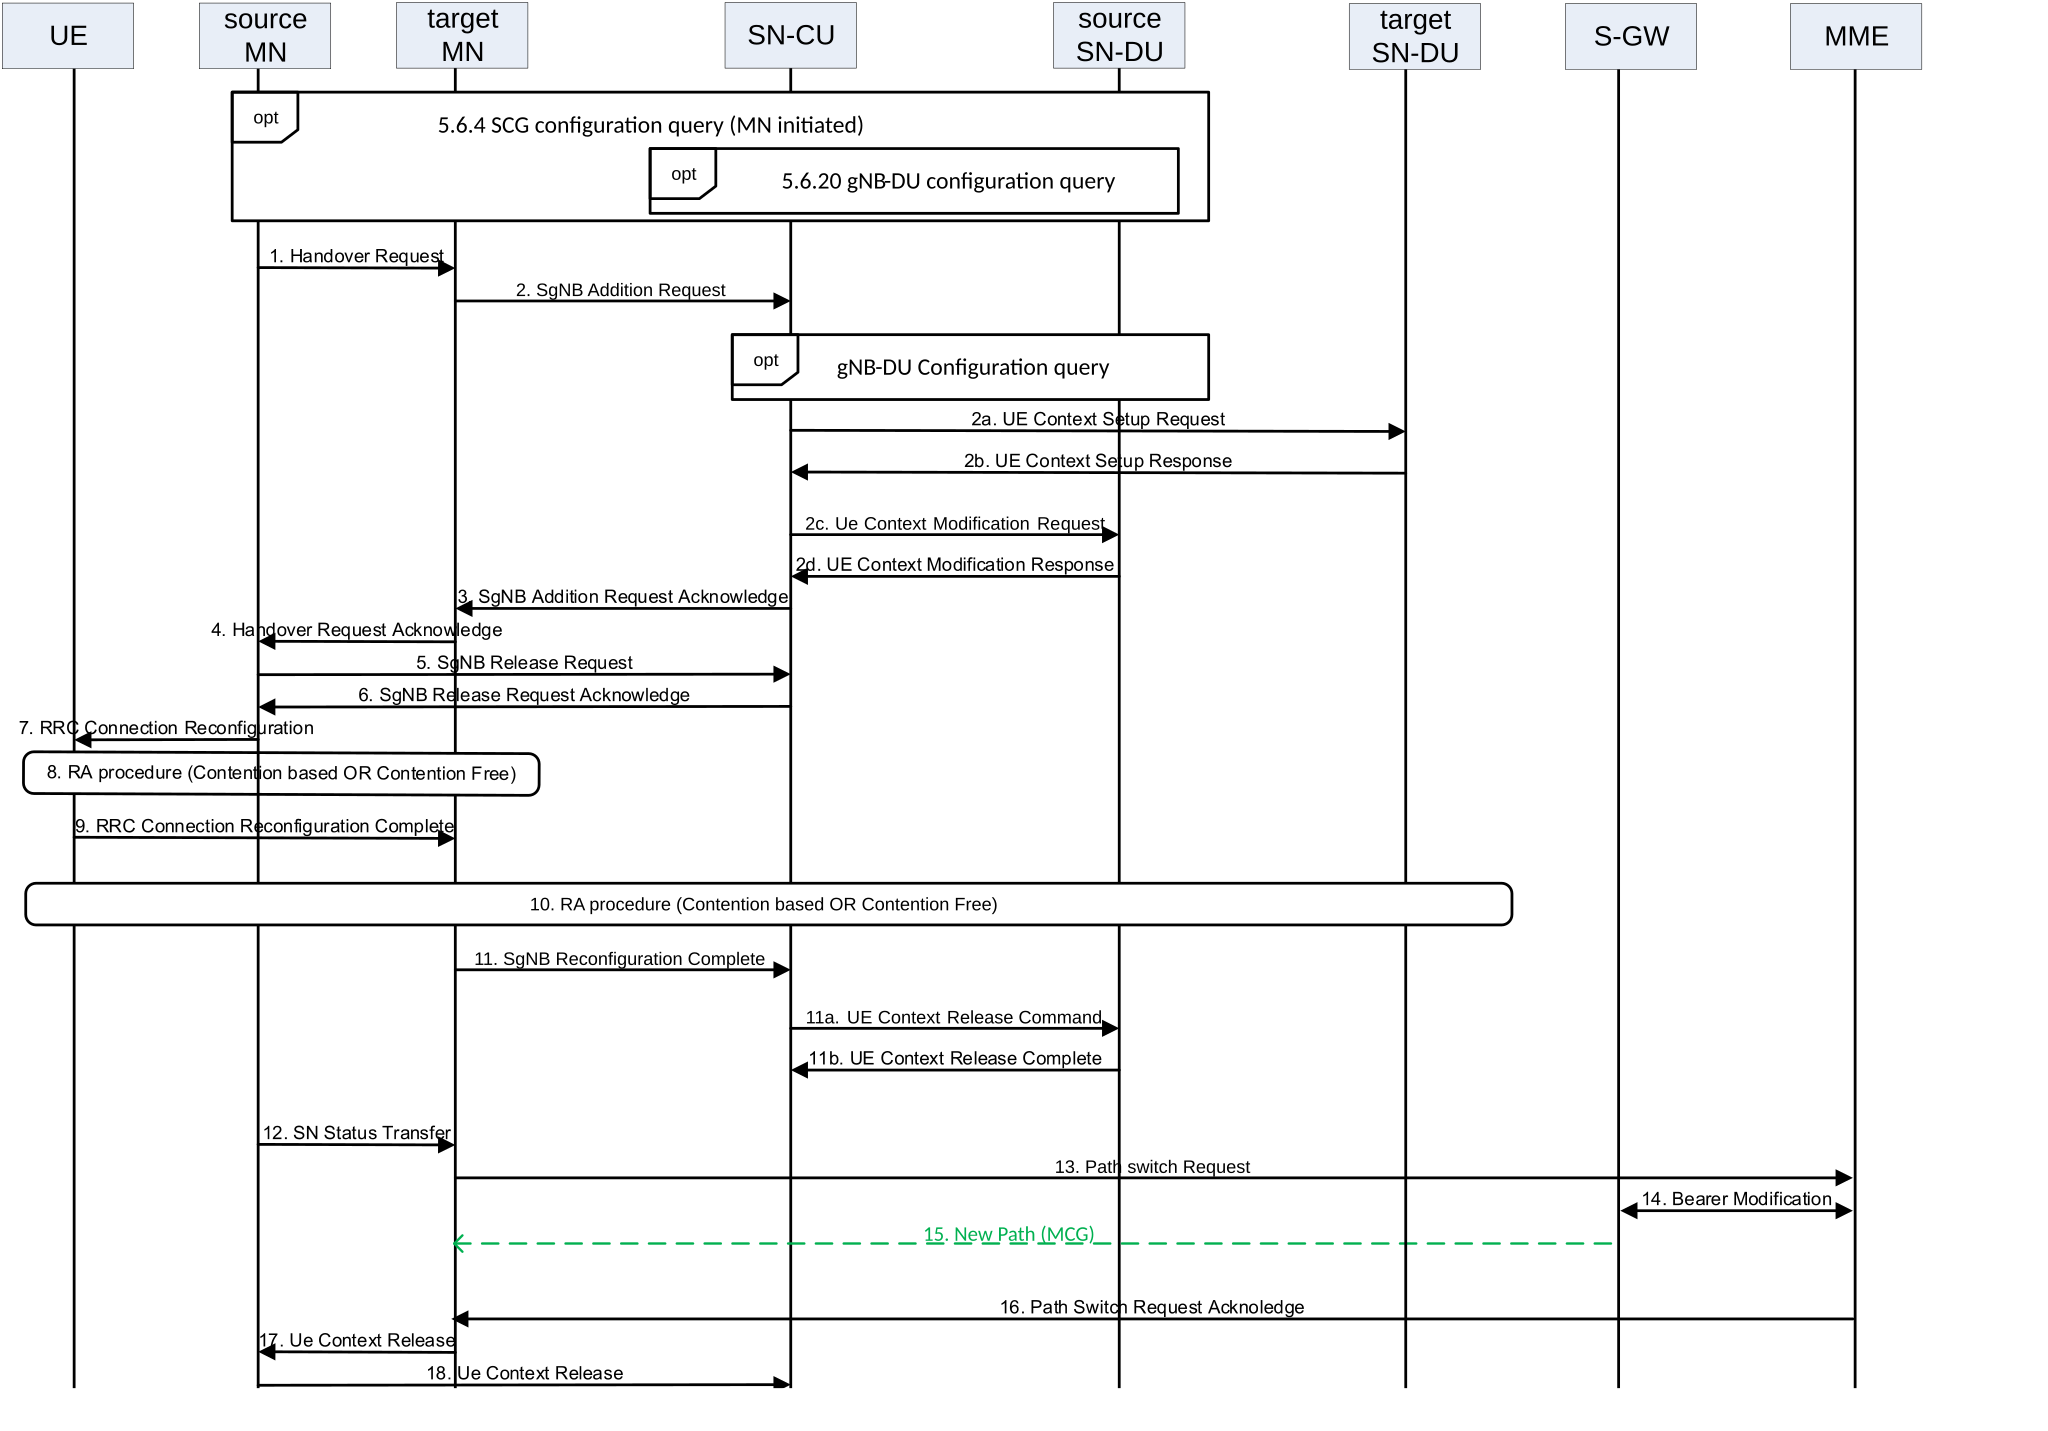 UE
source
MN
target
MN
SN-CU
source
SN-DU
target
SN-DU
S-GW
MME
opt
5.6.4 SCG configuration query (MN initiated)
opt
5.6.20 gNB-DU configuration query
1. Handover Request
2. SgNB Addition Request
opt
gNB-DU Configuration query
2a. UE Context Setup Request
2b. UE Context Setup Response
2c. Ue Context Modification Request
2d. UE Context Modification Response
3. SgNB Addition Request Acknowledge
4. Handover Request Acknowledge
5. SgNB Release Request
6. SgNB Release Request Acknowledge
7. RRC Connection Reconfiguration
8. RA procedure (Contention based OR Contention Free)
9. RRC Connection Reconfiguration Complete
10. RA procedure (Contention based OR Contention Free)
11. SgNB Reconfiguration Complete
11a. UE Context Release Command
11b. UE Context Release Complete
12. SN Status Transfer
13. Path switch Request
14. Bearer Modification
15. New Path (MCG)
16. Path Switch Request Acknoledge
17. Ue Context Release
18. Ue Context Release